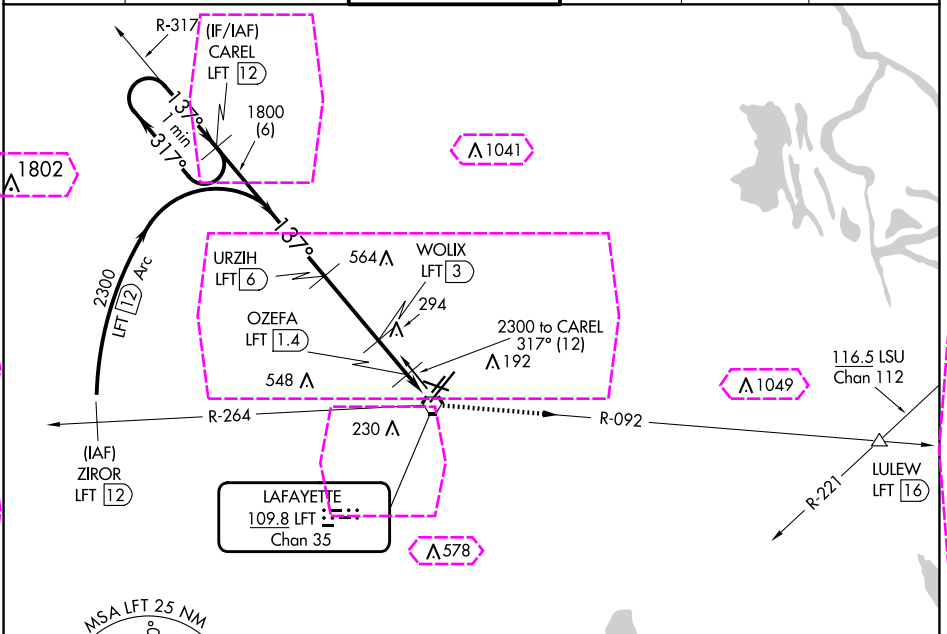 R-317
(IF/IAF)
CAREL
LFT 12
137°
1 min
317°
1800
(6)
1041
1802
2300
LFT 12 Arc
137°
URZIH
LFT 6
564
WOLIX
LFT 3
294
OZEFA
LFT 1.4
2300 to CAREL
317° (12)
192
548
116.5 LSU
Chan 112
1049
R-264
230
R-092
(IAF)
ZIROR
LFT 12
LULEW
LFT 16
R-221
LAFAYETTE
109.8 LFT
Chan 35
578
MSA LFT 25 NM